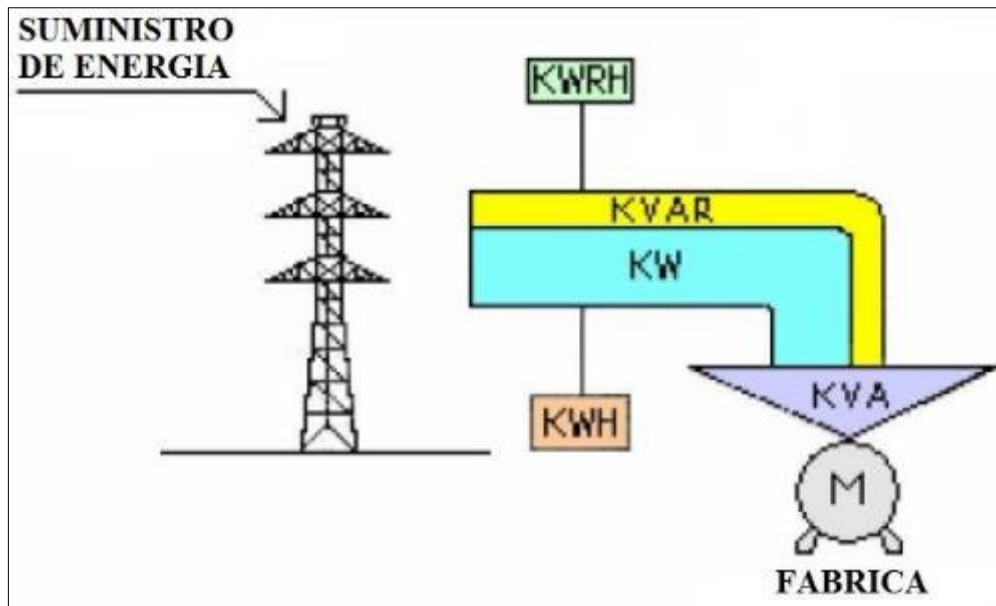 SUMINISTRO
DE ENERGIA
KWRH
KVAR
KW
KWH
KVA
M
FABRICA